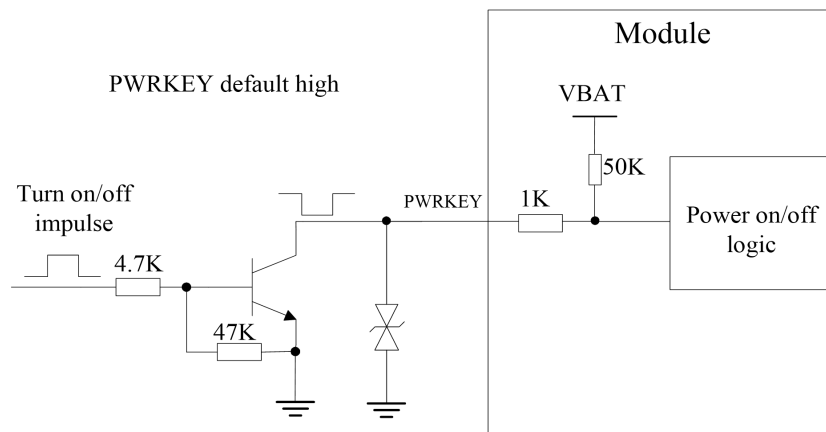 Module
PWRKEY default high
VBAT
50K
Turn on/off
impulse
PWRKEY
1K
Power on/off
logic
4.7K
47K